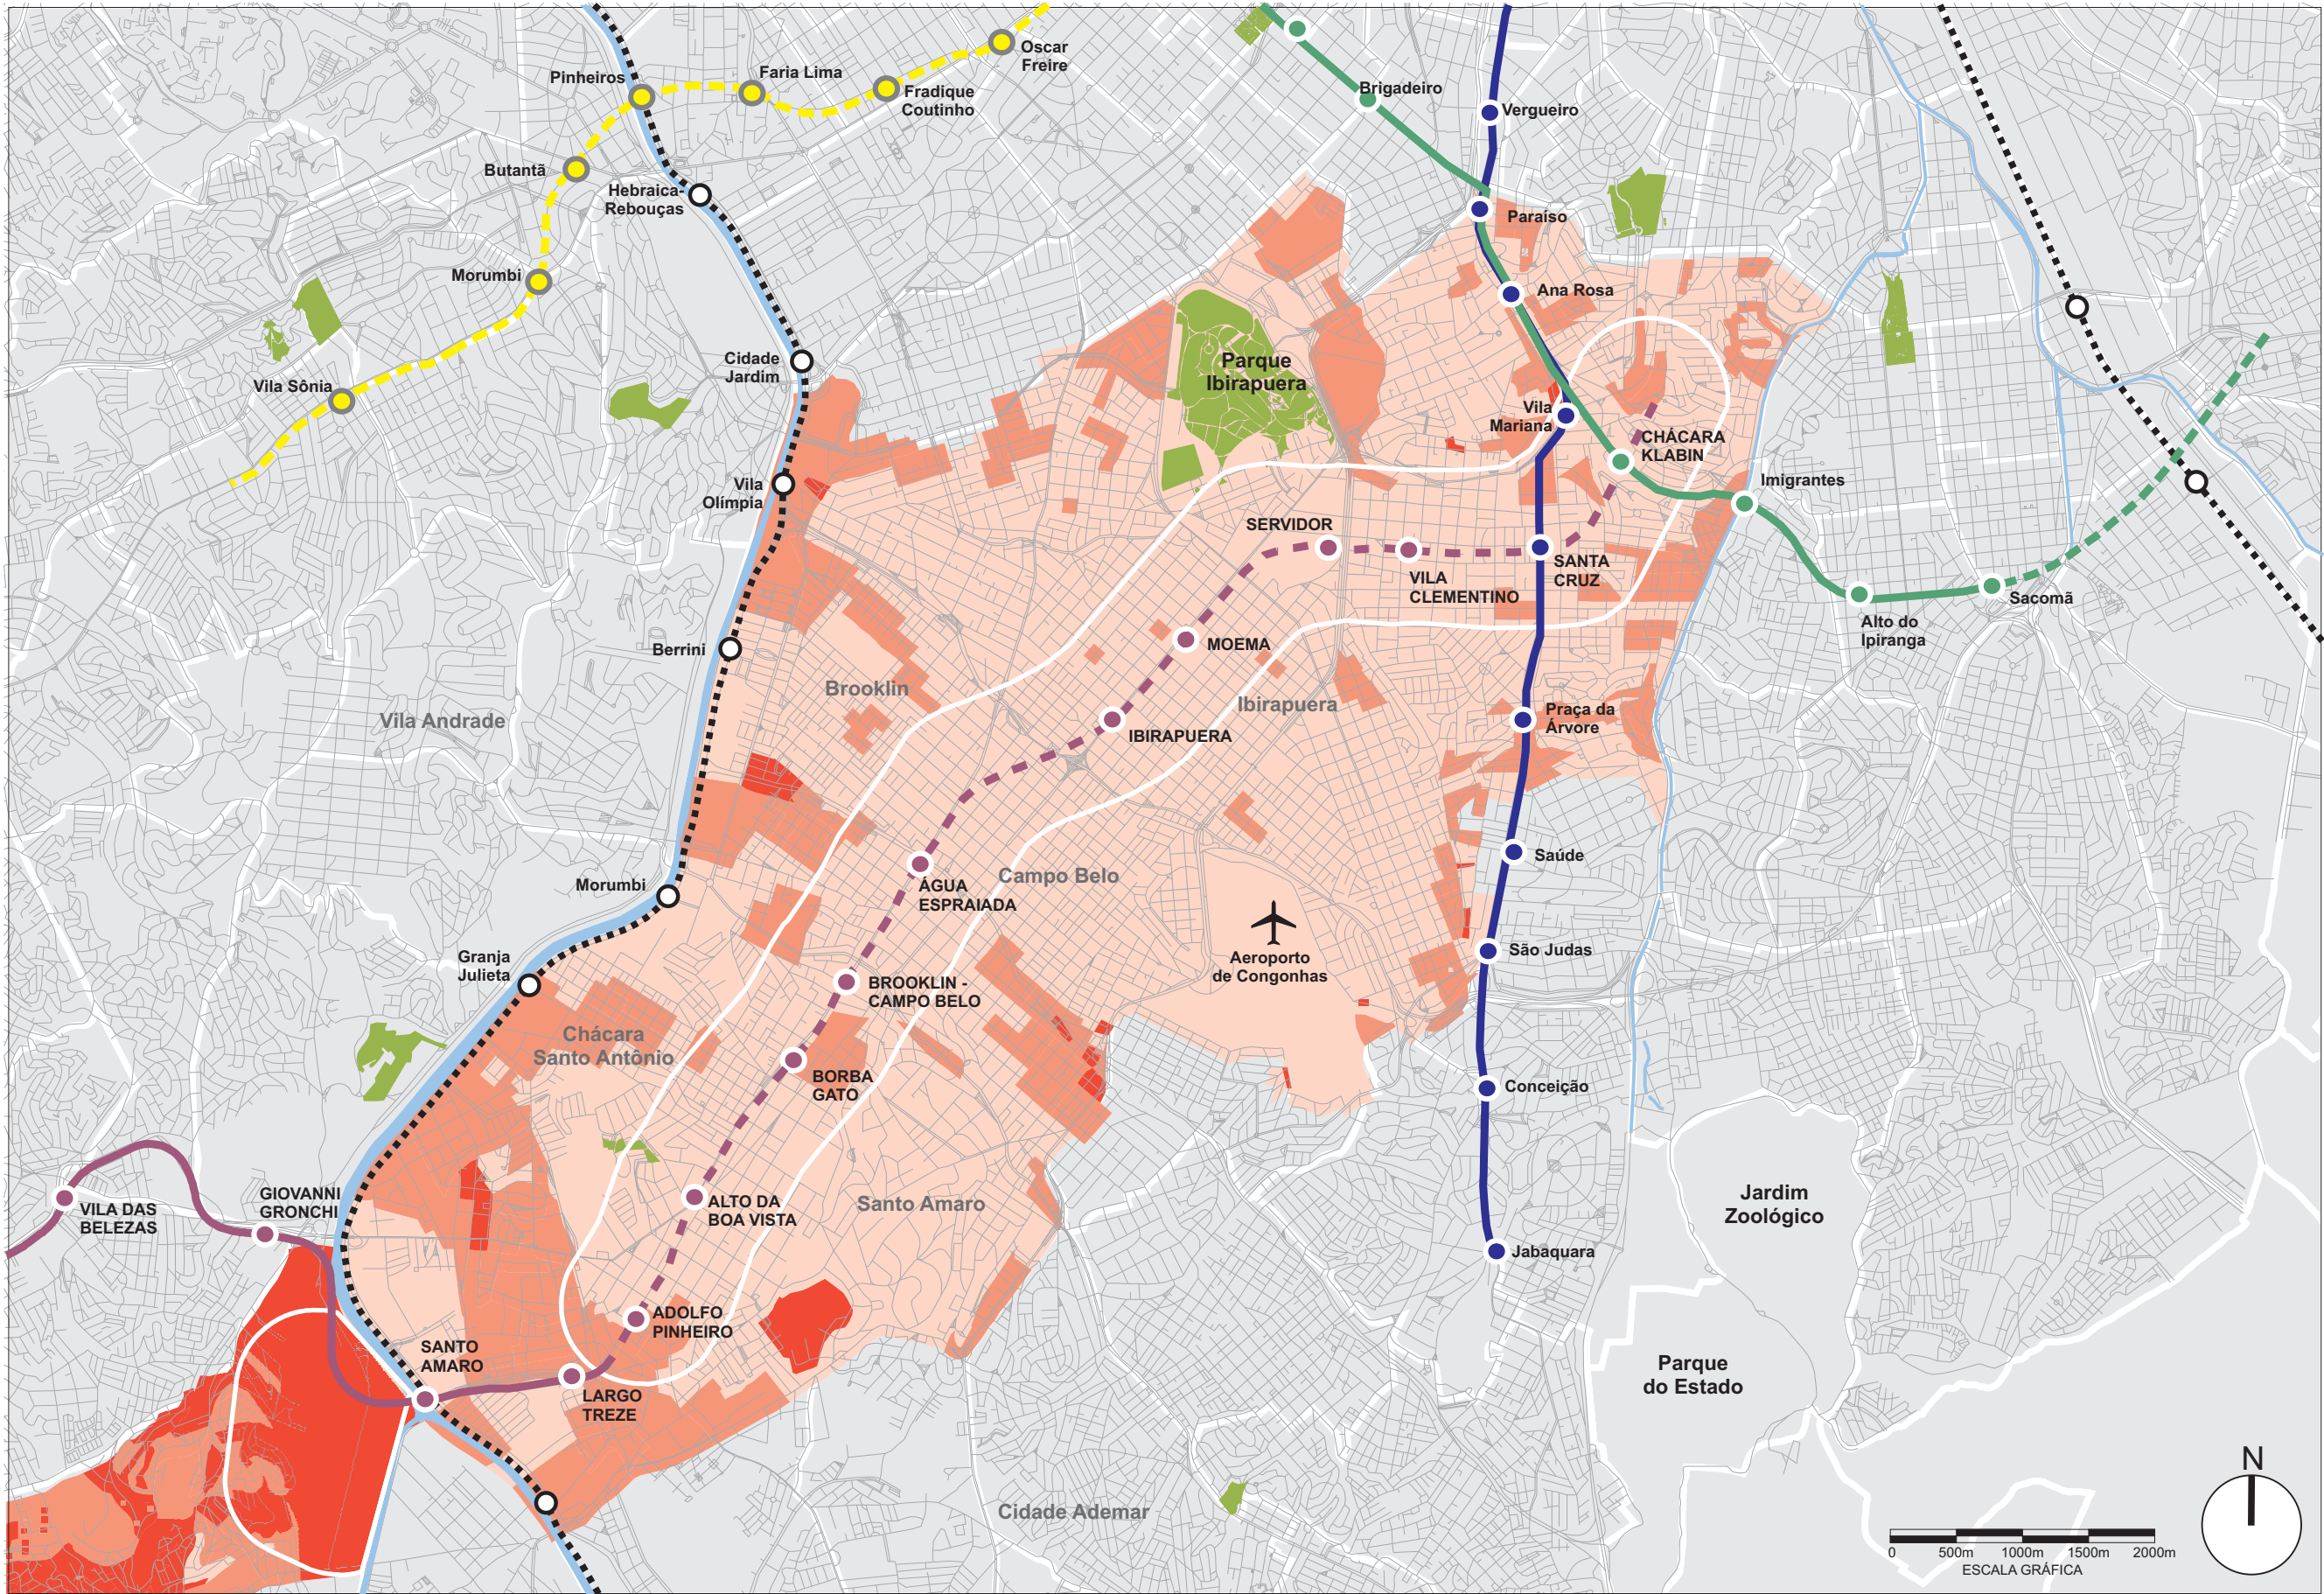 Oscar
Freire
Pinheiros
Faria Lima
Fradique
Coutinho
Brigadeiro
Vergueiro
Butantã
Hebraica-
Rebouças
Paraíso
Morumbi
Ana Rosa
Cidade
Jardim
Parque
Ibirapuera
Vila Sônia
Vila
Mariana
CHÁCARA
KLABIN
Imigrantes
Vila
Olímpia
SERVIDOR
VILA
CLEMENTINO
SANTA
CRUZ
Sacomã
Alto do
Ipiranga
Berrini
MOEMA
Brooklin
Ibirapuera
Vila Andrade
IBIRAPUERA
Praça da
Árvore
Saúde
Campo Belo
Morumbi
ÁGUA
ESPRAIADA
Granja
Julieta
Aeroporto
de Congonhas
São Judas
BROOKLIN -
CAMPO BELO
Chácara
Santo Antônio
BORBA
GATO
Conceição
VILA DAS
BELEZAS
GIOVANNI
GRONCHI
ALTO DA
BOA VISTA
Santo Amaro
Jardim
Zoológico
Jabaquara
ADOLFO
PINHEIRO
SANTO
AMARO
LARGO
TREZE
Parque
do Estado
Cidade Ademar
N
0 500m 1000m 1500m 2000m
ESCALA GRÁFICA